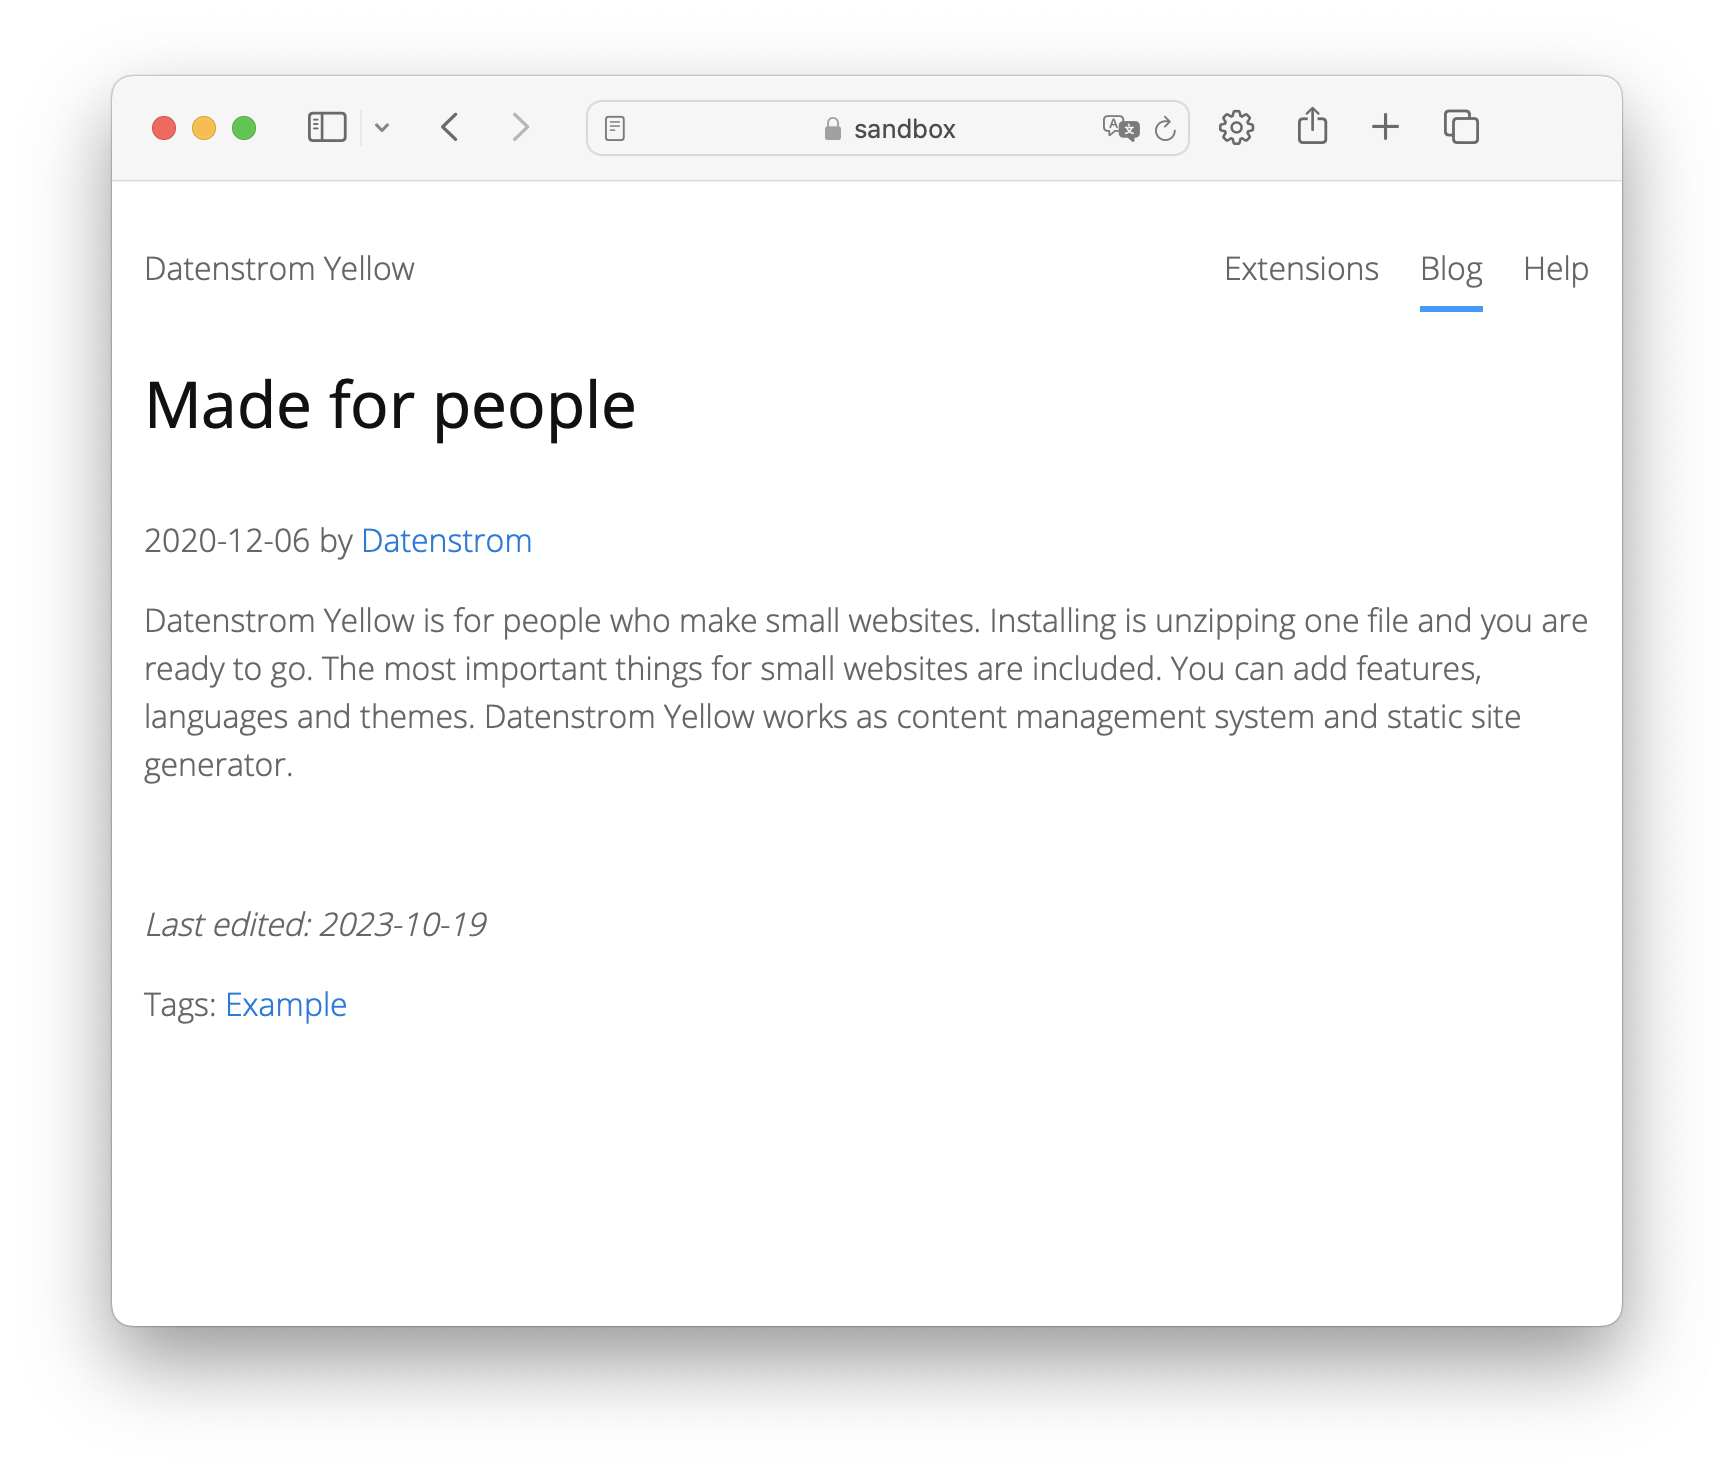 sandbox
Datenstrom Yellow
Extensions Blog Help
Made for people
2020-12-06 by Datenstrom
Datenstrom Yellow is for people who make small websites. Installing is unzipping one file and you are
ready to go. The most important things for small websites are included. You can add features,
languages and themes. Datenstrom Yellow works as content management system and static site
generator.
Last edited: 2023-10-19
Tags: Example